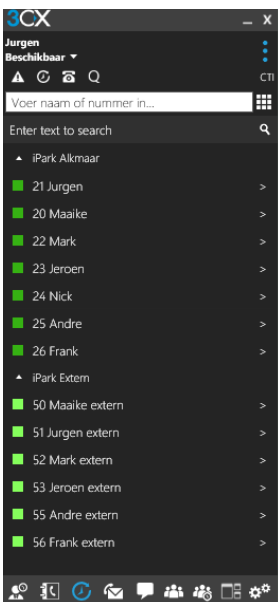 3CX
Jurgen
Beschikbaar
CTI
Voer naam of nummer in...
Enter text to search
iPark Alkmaar
21 Jurgen
20 Maaike
22 Mark
23 Jeroen
24 Nick
25 Andre
26 Frank
iPark Extern
50 Maaike extern
51 Jurgen extern
52 Mark extern
53 Jeroen extern
55 Andre extern
56 Frank extern